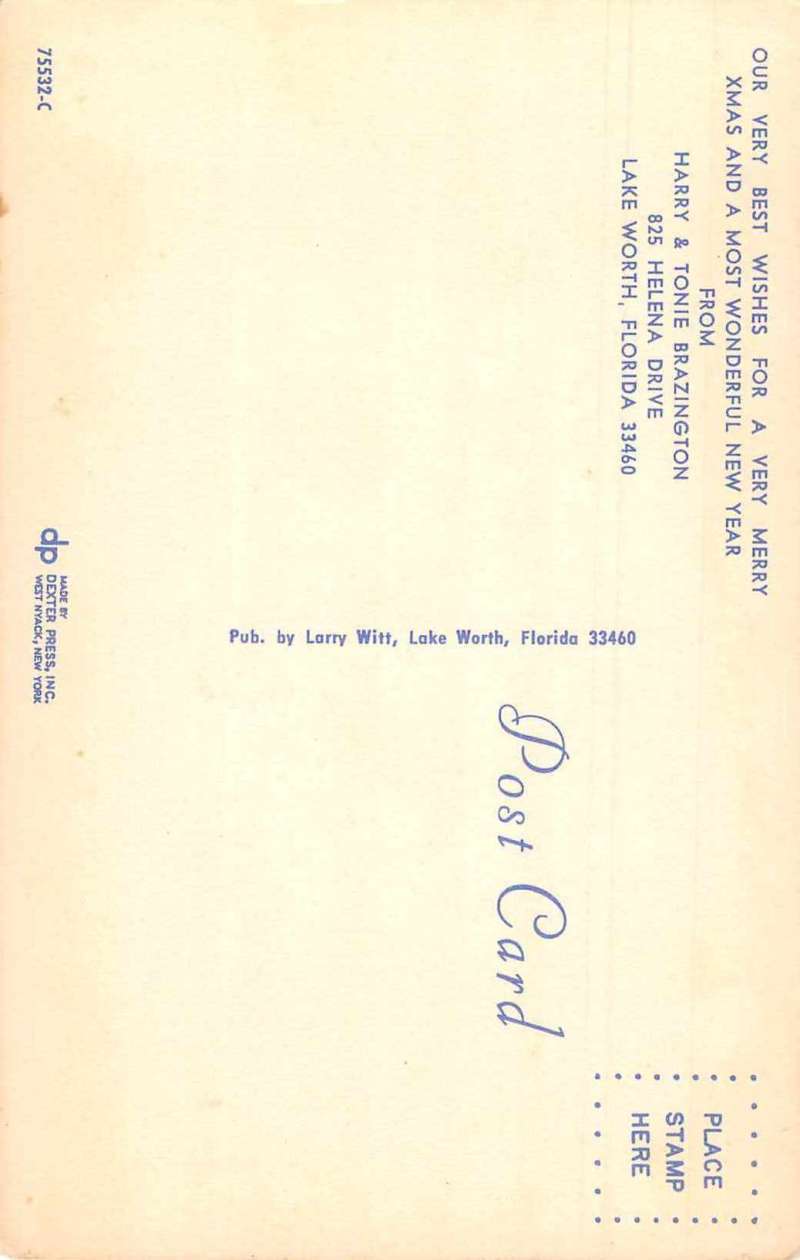 OUR VERY BEST WISHES FOR A VERY MERRY
XMAS AND A MOST WONDERFUL NEW YEAR
FROM
HARRY & TONIE BRAZINGTON
825 HELENA DRIVE
LAKE WORTH, FLORIDA 33460
75532-C
dp
MADE BY
DEXTER PRESS, INC.
WEST NYACK, NEW YORK
Pub. by Larry Witt, Lake Worth, Florida 33460
Post Card
PLACE
STAMP
HERE